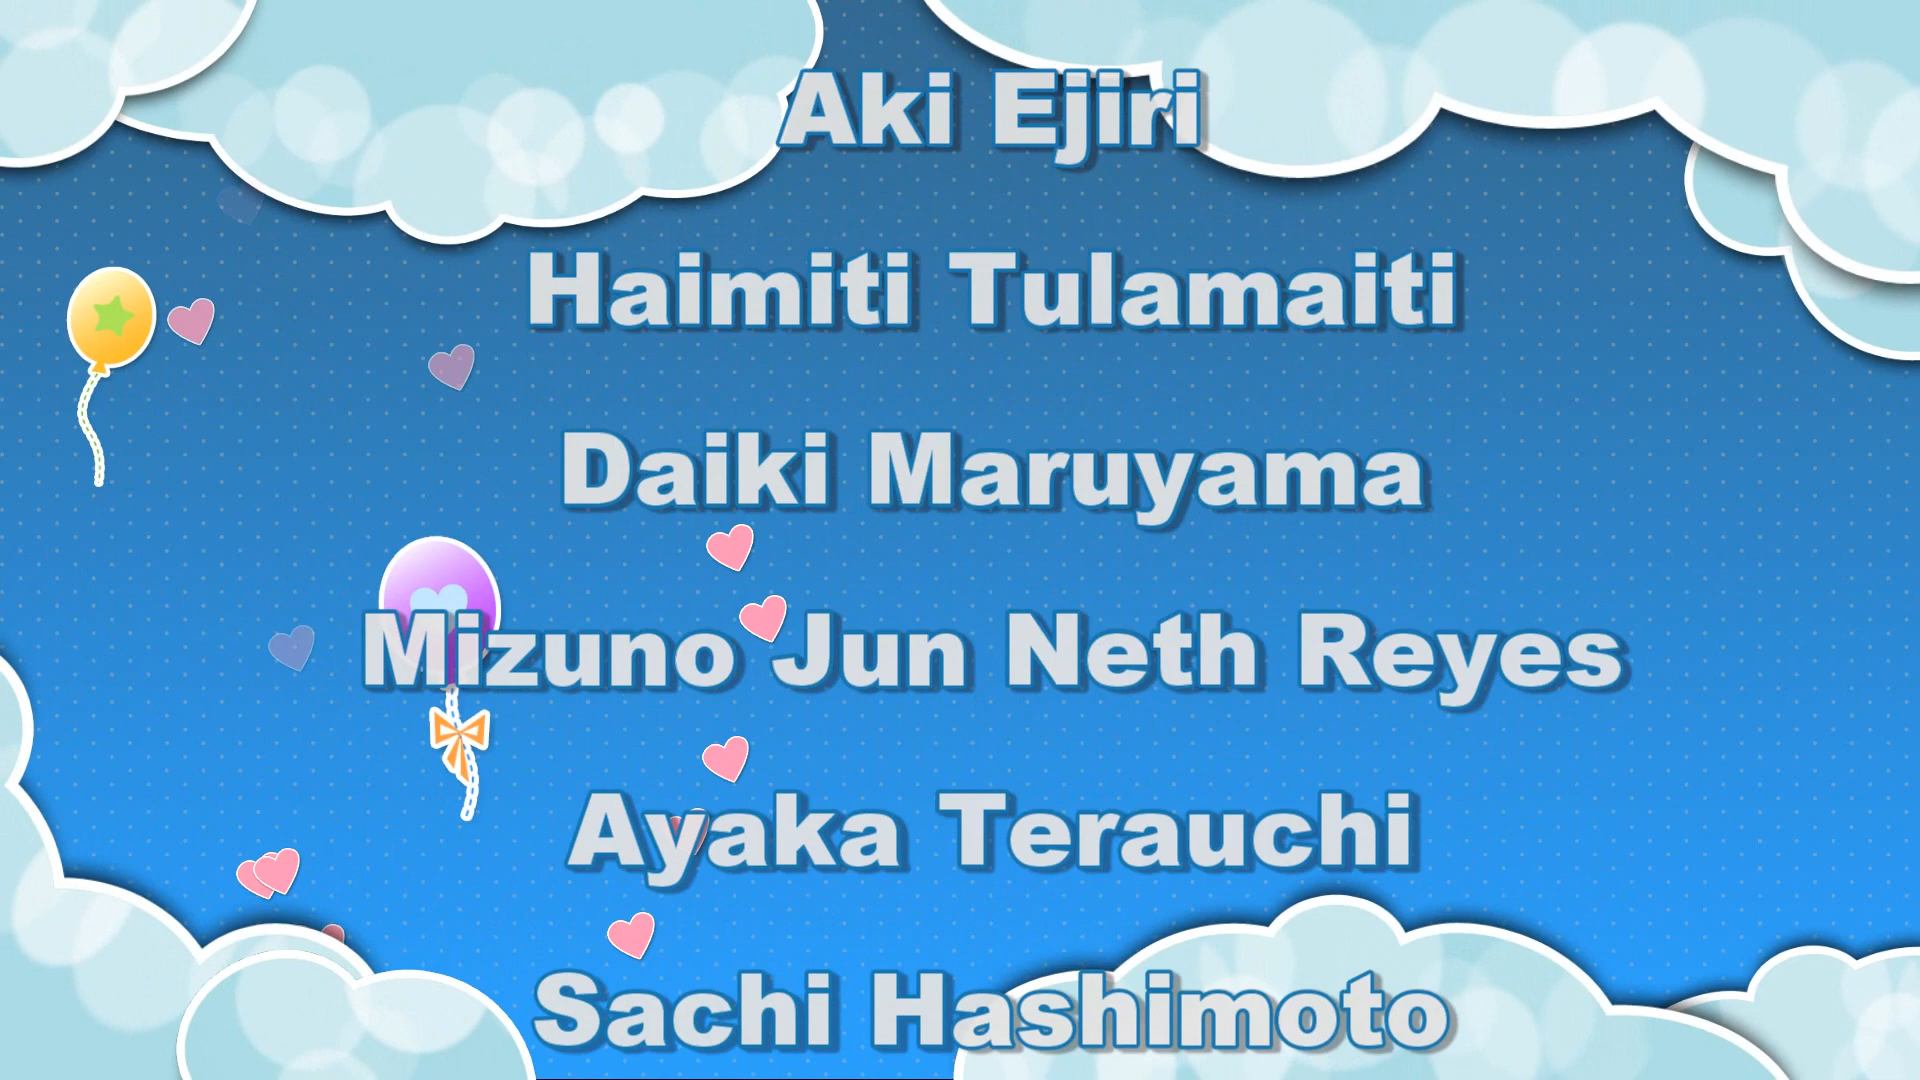 Aki Ejiri
Haimiti Tulamaiti
Daiki Maruyama
Mizuno Jun Neth Reyes
Ayaka Terauchi
Sachi Hashimoto